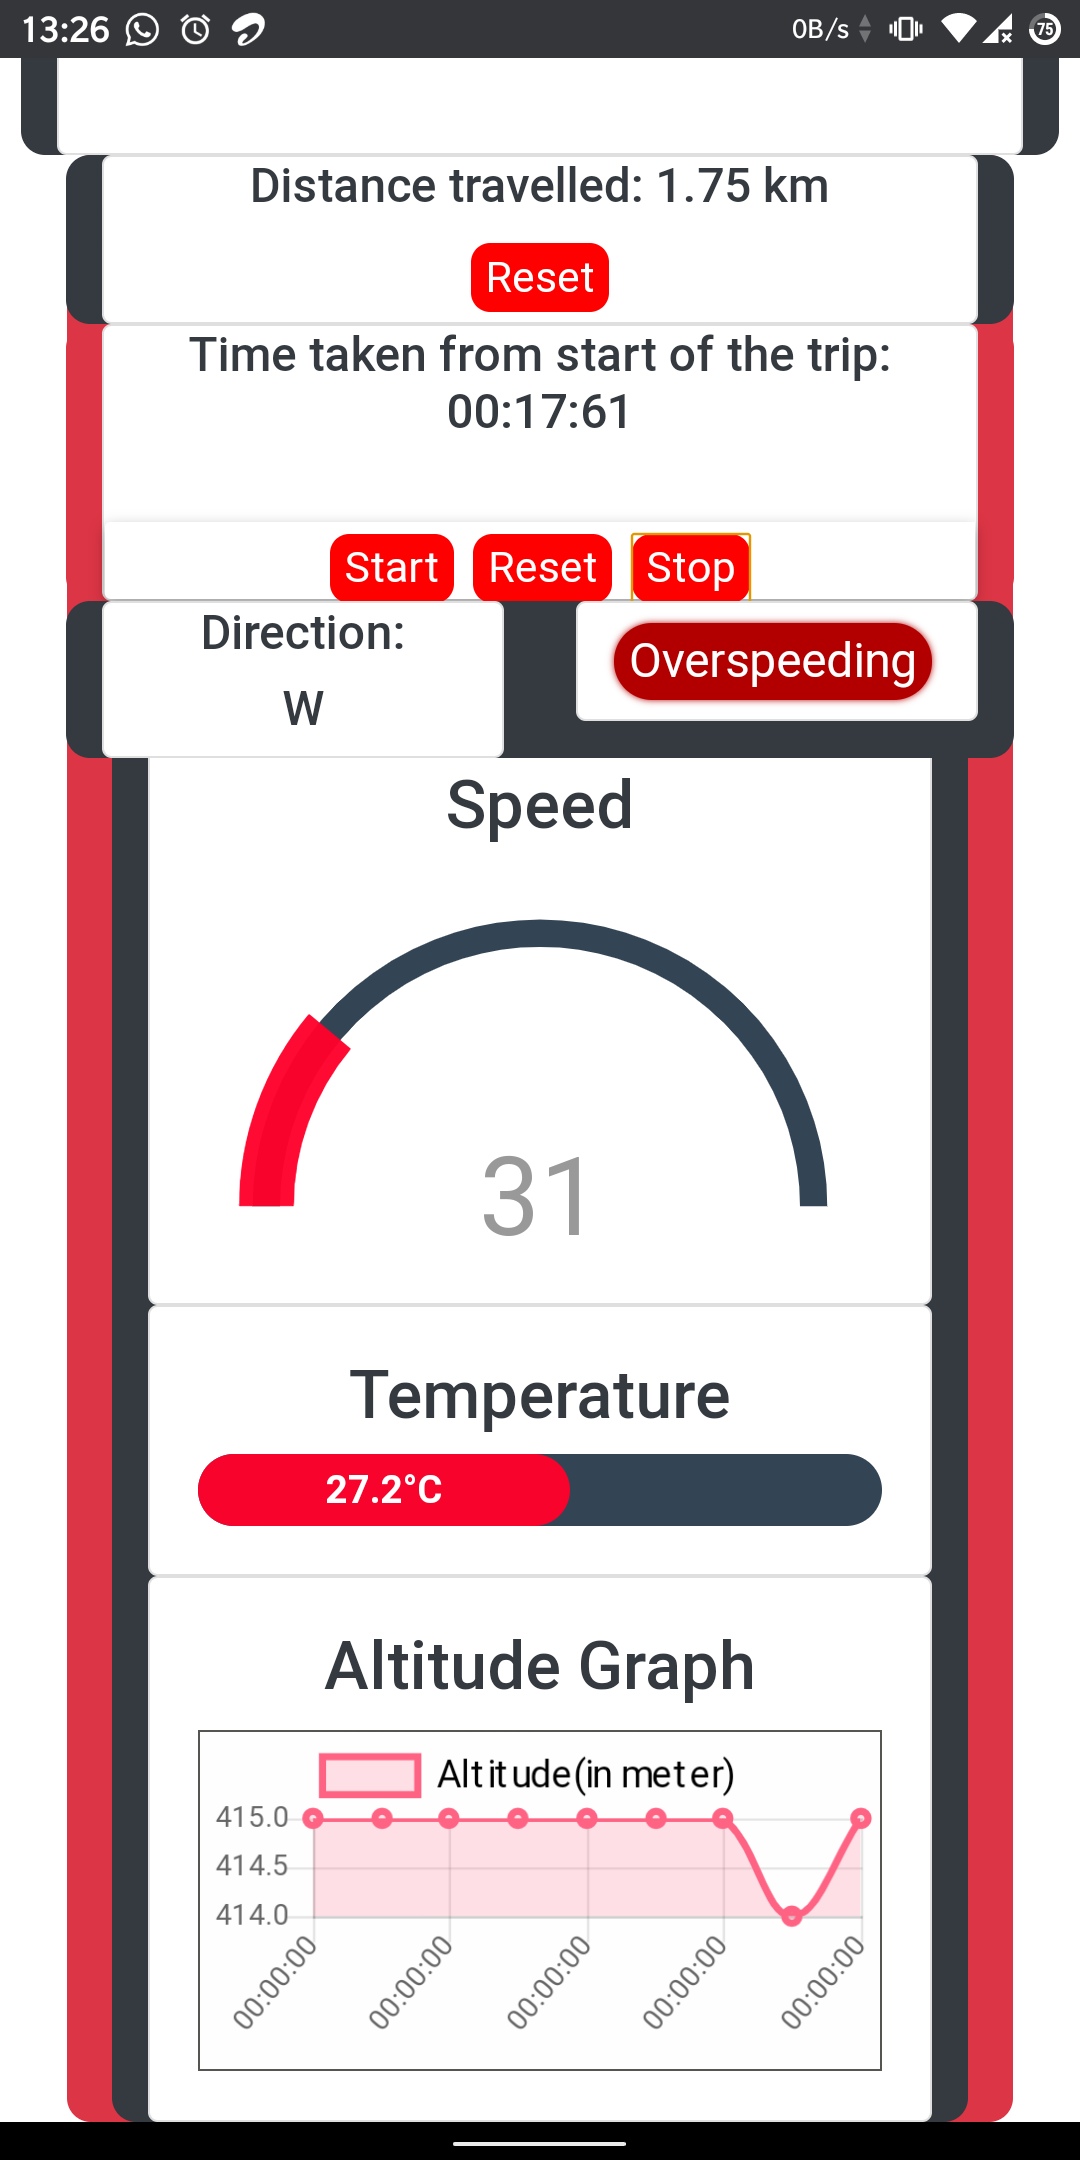 13:26 0B/s 75
Distance travelled: 1.75 km
Reset
Time taken from start of the trip:
00:17:61
Start Reset Stop
Direction:
W
Overspeeding
Speed
31
Temperature
27.2°C
Altitude Graph
Altitude(in meter)
415.0
414.5
414.0
00:00:00 00:00:00 00:00:00 00:00:00 00:00:00